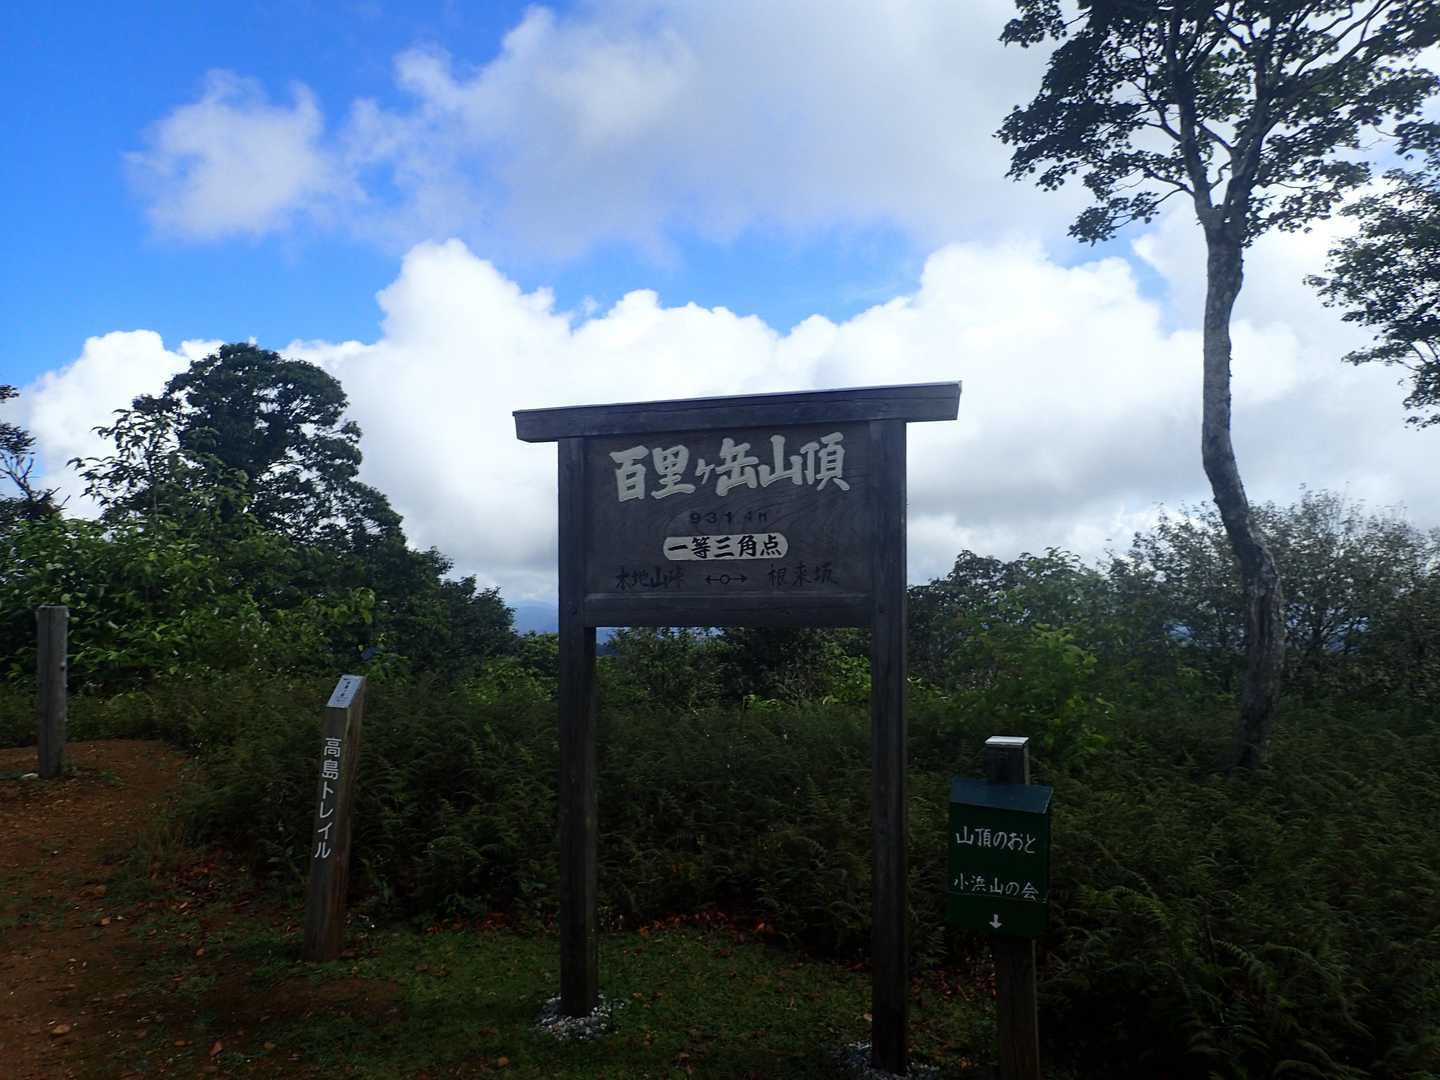 百里ヶ岳山頂
931.4m
一等三角点
木地山峠 ←○→ 根来坂
高島トレイル
山頂のおと
小浜山の会
↓